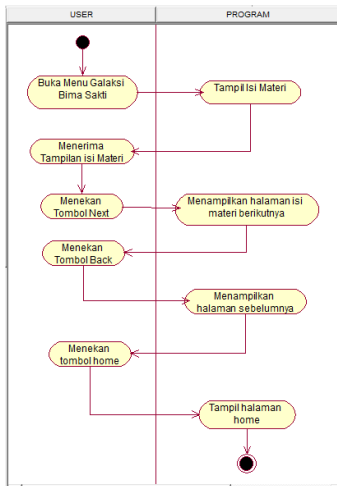 USER
PROGRAM
Buka Menu Galaksi
Bima Sakti
Tampil Isi Materi
Menerima
Tampilan isi Materi
Menekan
Tombol Next
Menampilkan halaman isi
materi berikutnya
Menekan
Tombol Back
Menampilkan
halaman sebelumnya
Menekan
tombol home
Tampil halaman
home